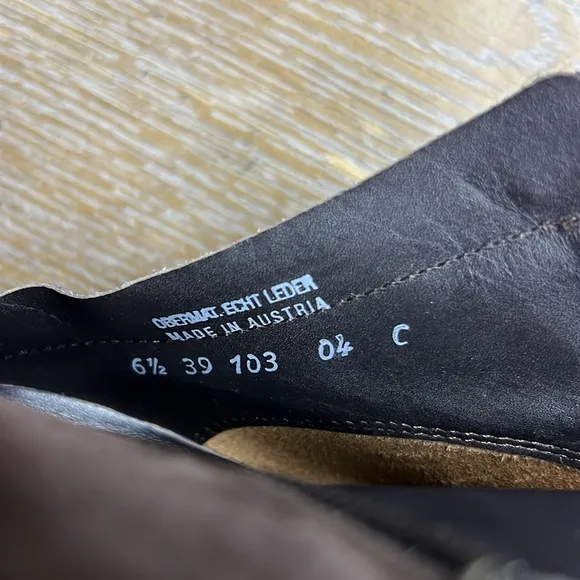 OBERMAT. ECHT LEDER
MADE IN AUSTRIA
6½ 39 103 04 C